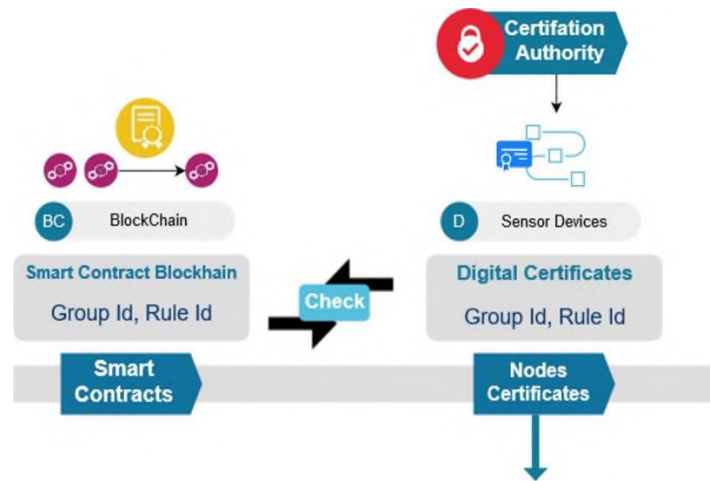 Certifation
Authority
BC
BlockChain
D
Sensor Devices
Smart Contract Blockhain
Group Id, Rule Id
Check
Digital Certificates
Group Id, Rule Id
Smart
Contracts
Nodes
Certificates